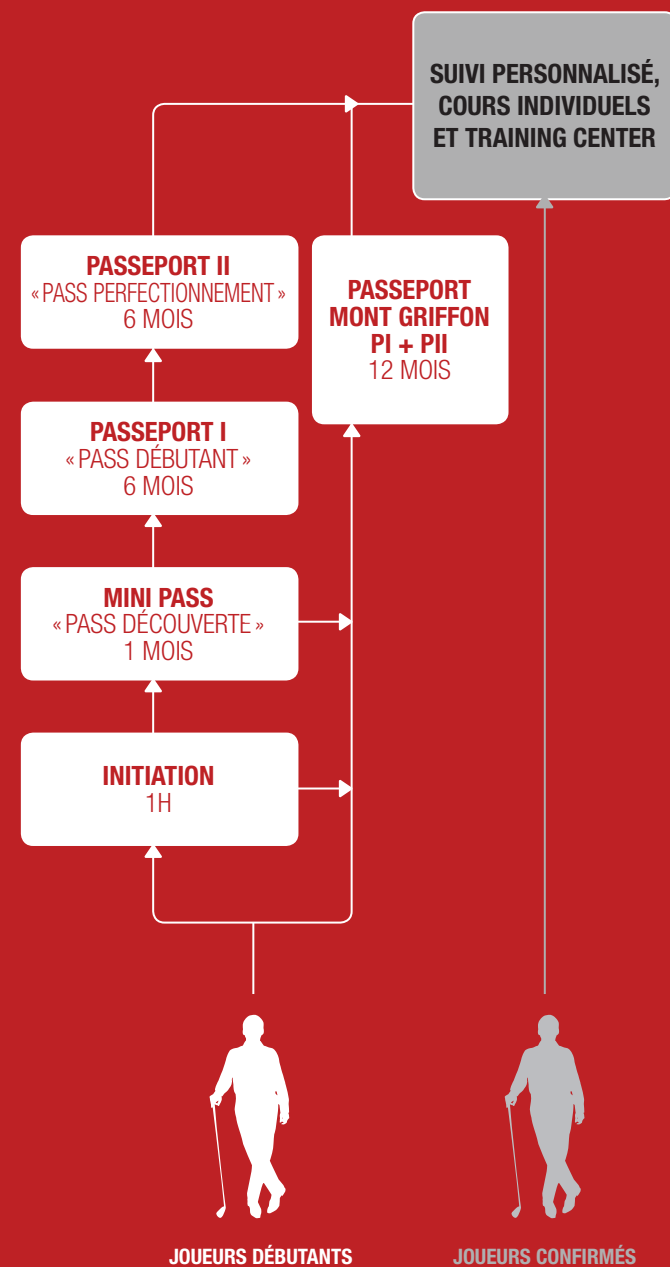 SUIVI PERSONNALISÉ,
COURS INDIVIDUELS
ET TRAINING CENTER
PASSEPORT II
«PASS PERFECTIONNEMENT»
6 MOIS
PASSEPORT
MONT GRIFFON
PI + PII
12 MOIS
PASSEPORT I
«PASS DÉBUTANT»
6 MOIS
MINI PASS
«PASS DÉCOUVERTE»
1 MOIS
INITIATION
1H
JOUEURS DÉBUTANTS
JOUEURS CONFIRMÉS